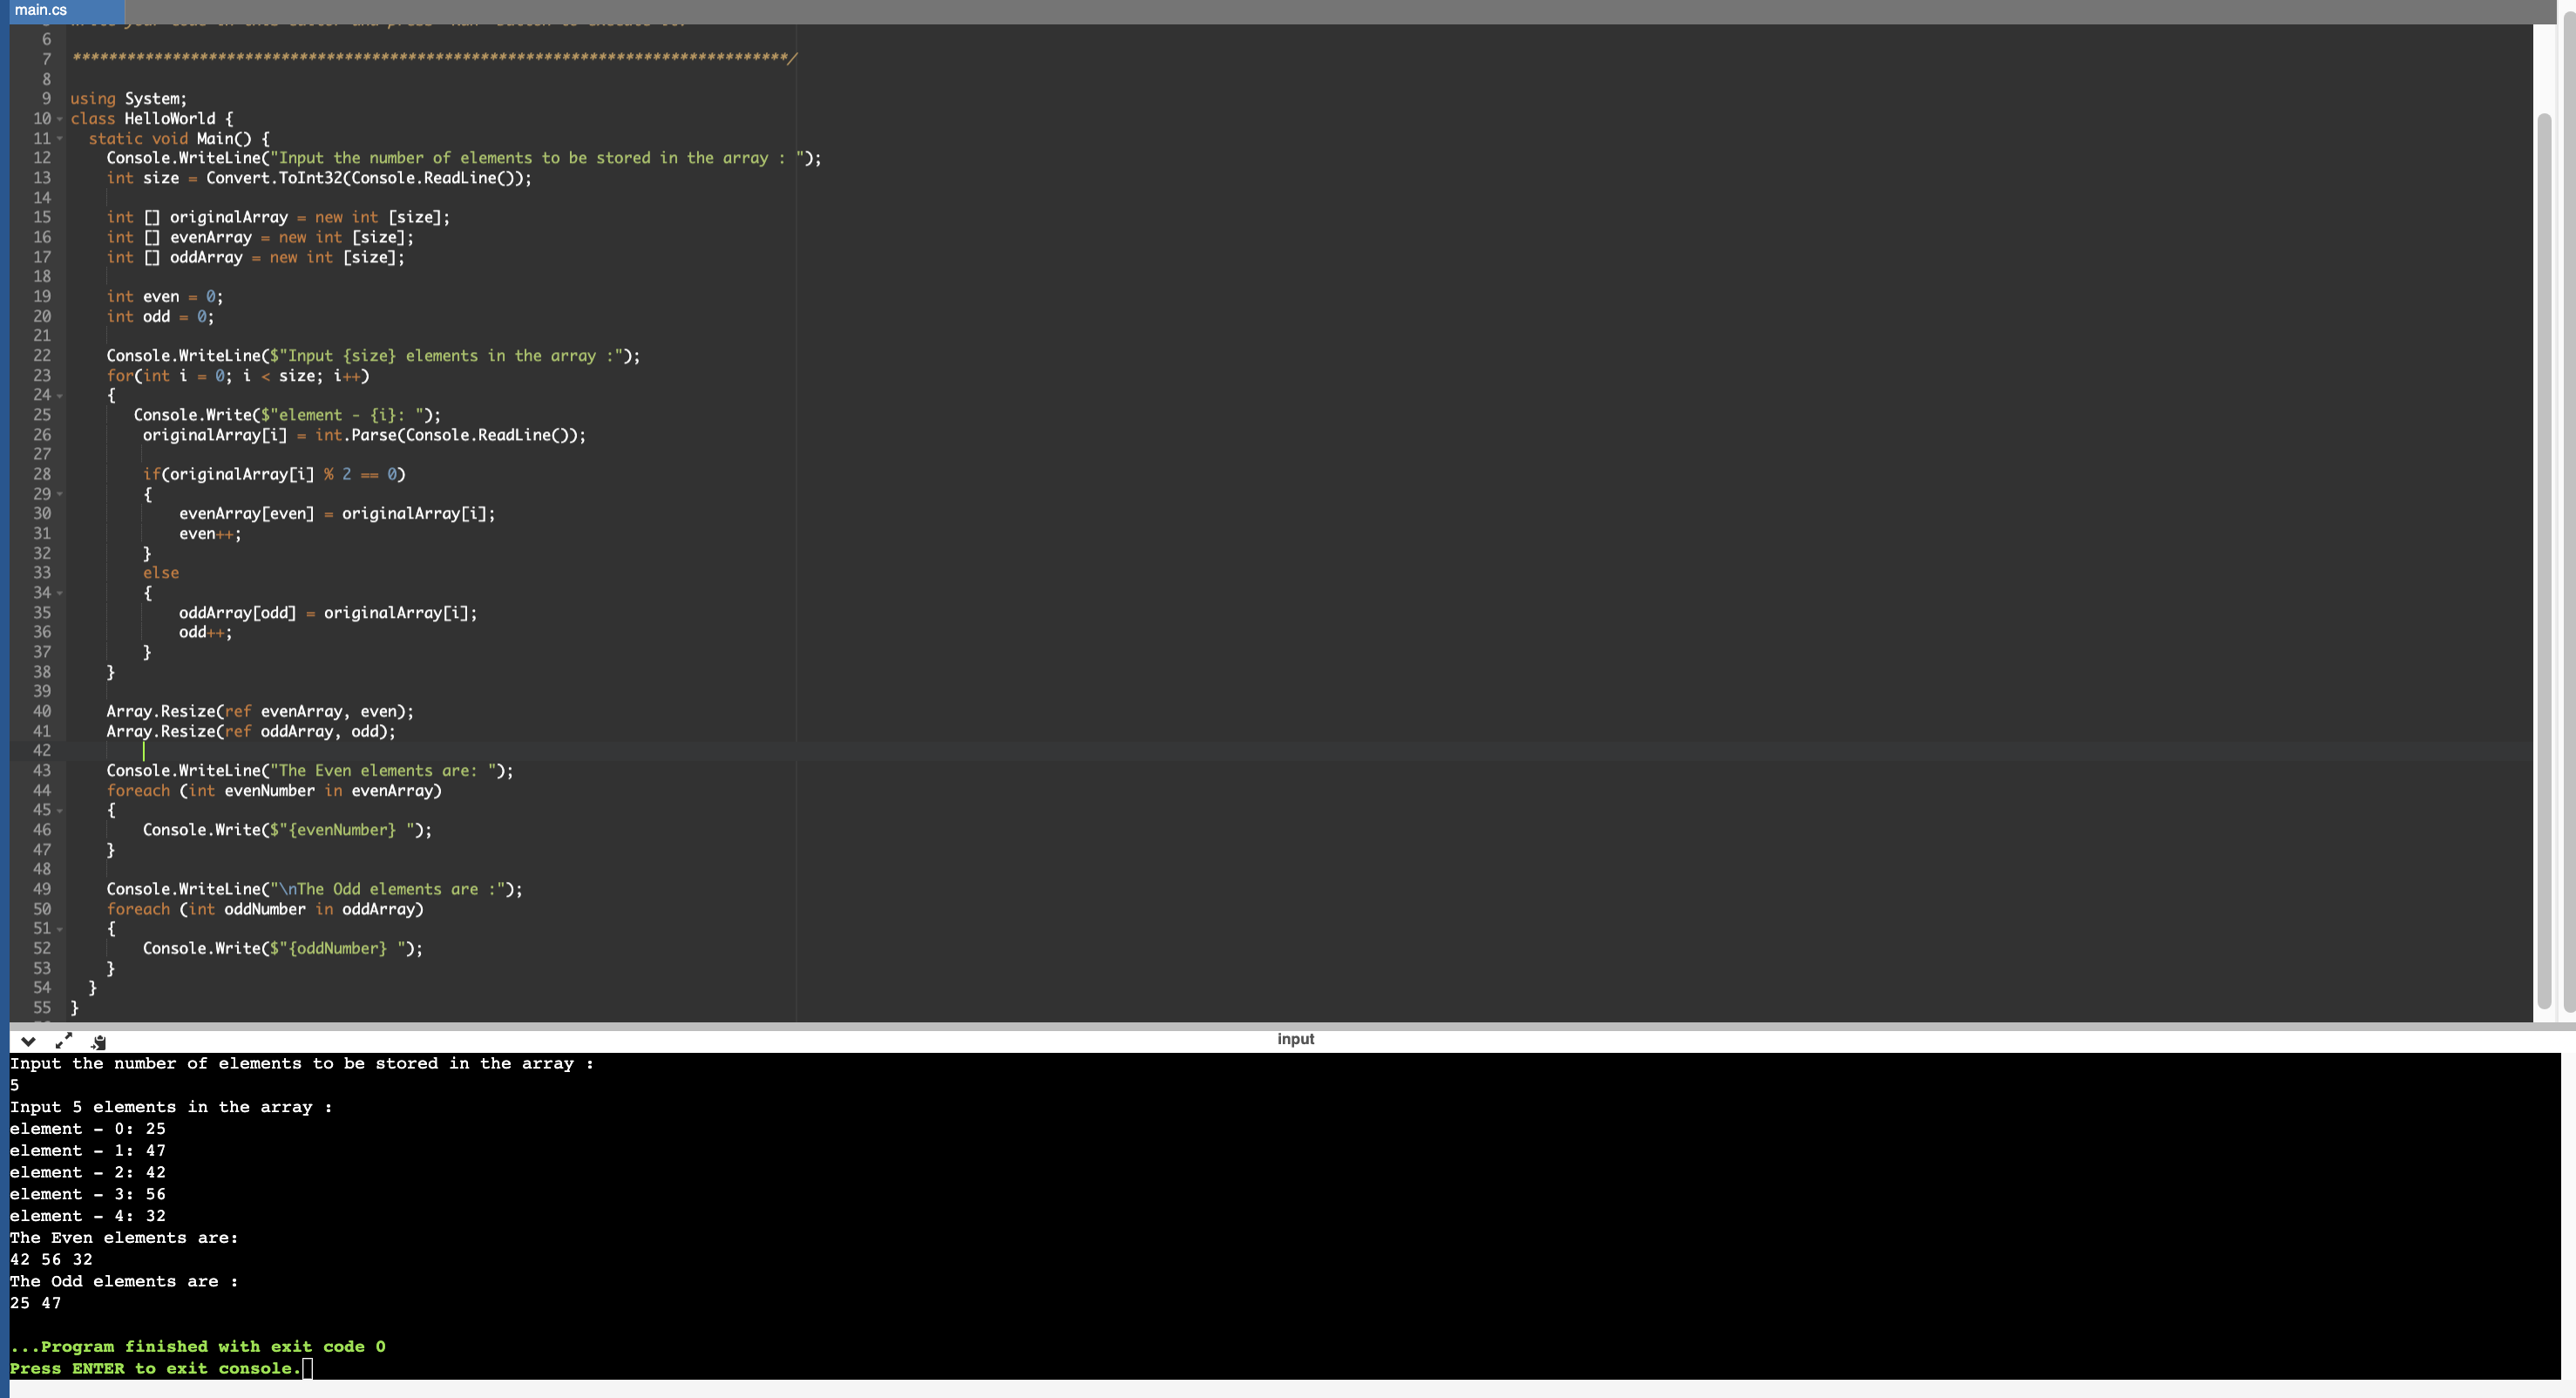 main.cs
6
7 *******************************************************************************/
8
9 using System;
10 class HelloWorld {
11 static void Main() {
12 Console.WriteLine("Input the number of elements to be stored in the array : ");
13 int size = Convert.ToInt32(Console.ReadLine());
14
15 int [] originalArray = new int [size];
16 int [] evenArray = new int [size];
17 int [] oddArray = new int [size];
18
19 int even = 0;
20 int odd = 0;
21
22 Console.WriteLine($"Input {size} elements in the array :");
23 for(int i = 0; i < size; i++)
24 {
25 Console.Write($"element - {i}: ");
26 originalArray[i] = int.Parse(Console.ReadLine());
27
28 if(originalArray[i] % 2 == 0)
29 {
30 evenArray[even] = originalArray[i];
31 even++;
32 }
33 else
34 {
35 oddArray[odd] = originalArray[i];
36 odd++;
37 }
38 }
39
40 Array.Resize(ref evenArray, even);
41 Array.Resize(ref oddArray, odd);
42
43 Console.WriteLine("The Even elements are: ");
44 foreach (int evenNumber in evenArray)
45 {
46 Console.Write($"{evenNumber} ");
47 }
48
49 Console.WriteLine("\nThe Odd elements are :");
50 foreach (int oddNumber in oddArray)
51 {
52 Console.Write($"{oddNumber} ");
53 }
54 }
55 }
input
Input the number of elements to be stored in the array :
5
Input 5 elements in the array :
element - 0: 25
element - 1: 47
element - 2: 42
element - 3: 56
element - 4: 32
The Even elements are:
42 56 32
The Odd elements are :
25 47
...Program finished with exit code 0
Press ENTER to exit console.